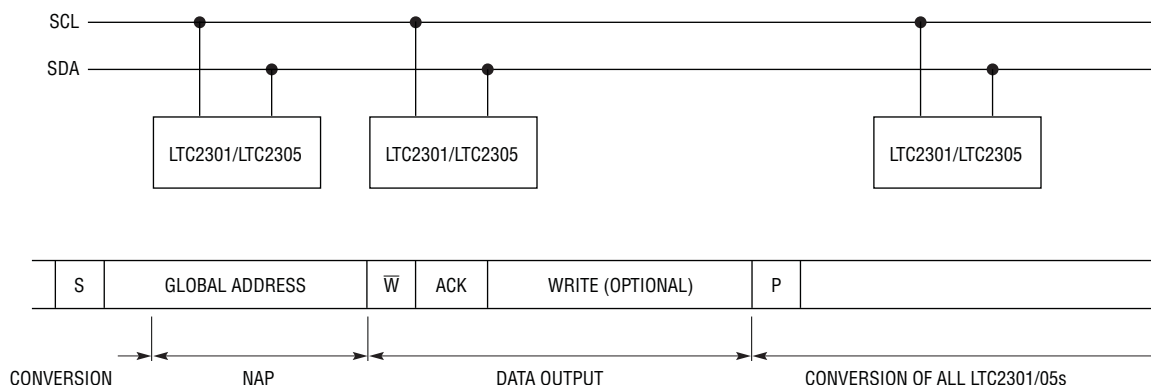 SCL
SDA
LTC2301/LTC2305 LTC2301/LTC2305 LTC2301/LTC2305
S GLOBAL ADDRESS W̅ ACK WRITE (OPTIONAL) P
CONVERSION NAP DATA OUTPUT CONVERSION OF ALL LTC2301/05s